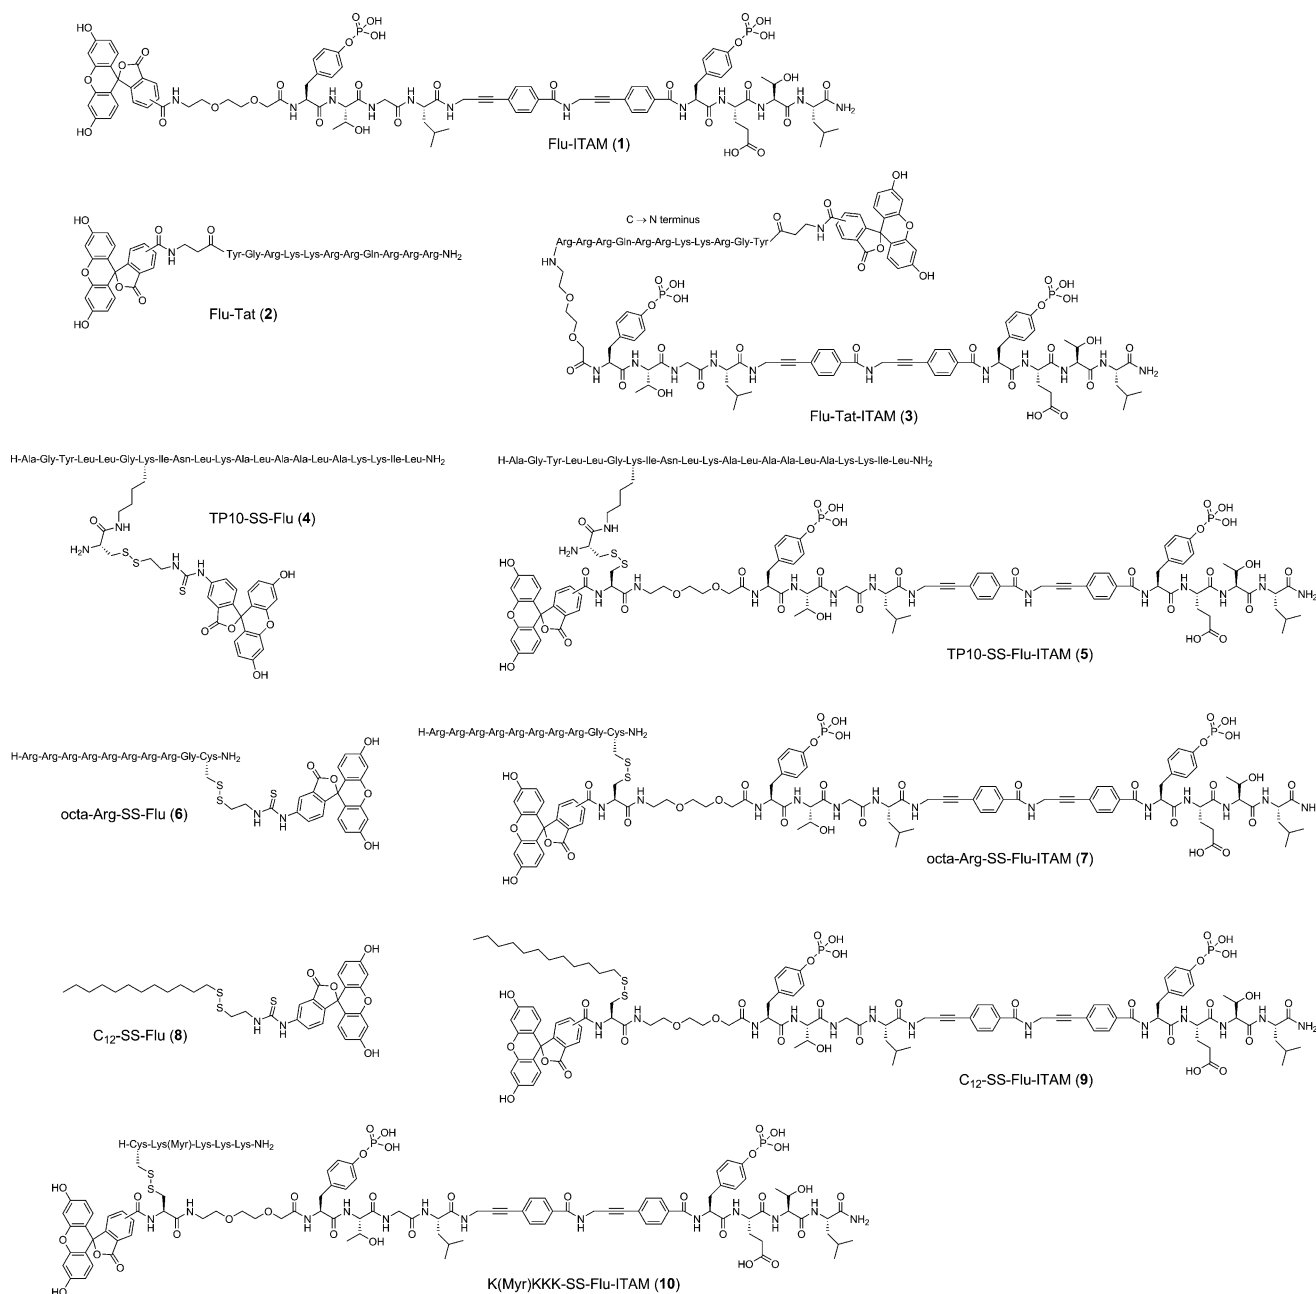 Flu-ITAM (1)
C → N terminus
Tyr-Gly-Arg-Lys-Lys-Arg-Arg-Gln-Arg-Arg-Arg-NH2
Flu-Tat (2)
Arg-Arg-Arg-Gln-Arg-Arg-Lys-Lys-Arg-Gly-Tyr
Flu-Tat-ITAM (3)
H-Ala-Gly-Tyr-Leu-Leu-Gly-Lys-Ile-Asn-Leu-Lys-Ala-Leu-Ala-Ala-Leu-Ala-Lys-Lys-Ile-Leu-NH2
TP10-SS-Flu (4)
H-Ala-Gly-Tyr-Leu-Leu-Gly-Lys-Ile-Asn-Leu-Lys-Ala-Leu-Ala-Ala-Leu-Ala-Lys-Lys-Ile-Leu-NH2
TP10-SS-Flu-ITAM (5)
H-Arg-Arg-Arg-Arg-Arg-Arg-Arg-Arg-Gly-Cys-NH2
octa-Arg-SS-Flu (6)
H-Arg-Arg-Arg-Arg-Arg-Arg-Arg-Arg-Gly-Cys-NH2
octa-Arg-SS-Flu-ITAM (7)
C12-SS-Flu (8)
C12-SS-Flu-ITAM (9)
H-Cys-Lys(Myr)-Lys-Lys-Lys-NH2
K(Myr)KKK-SS-Flu-ITAM (10)